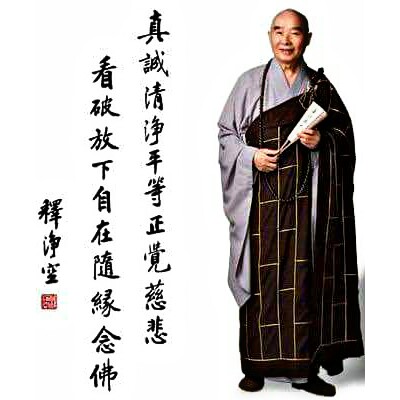 真誠清淨平等正覺慈悲
看破放下自在隨緣念佛
釋淨空